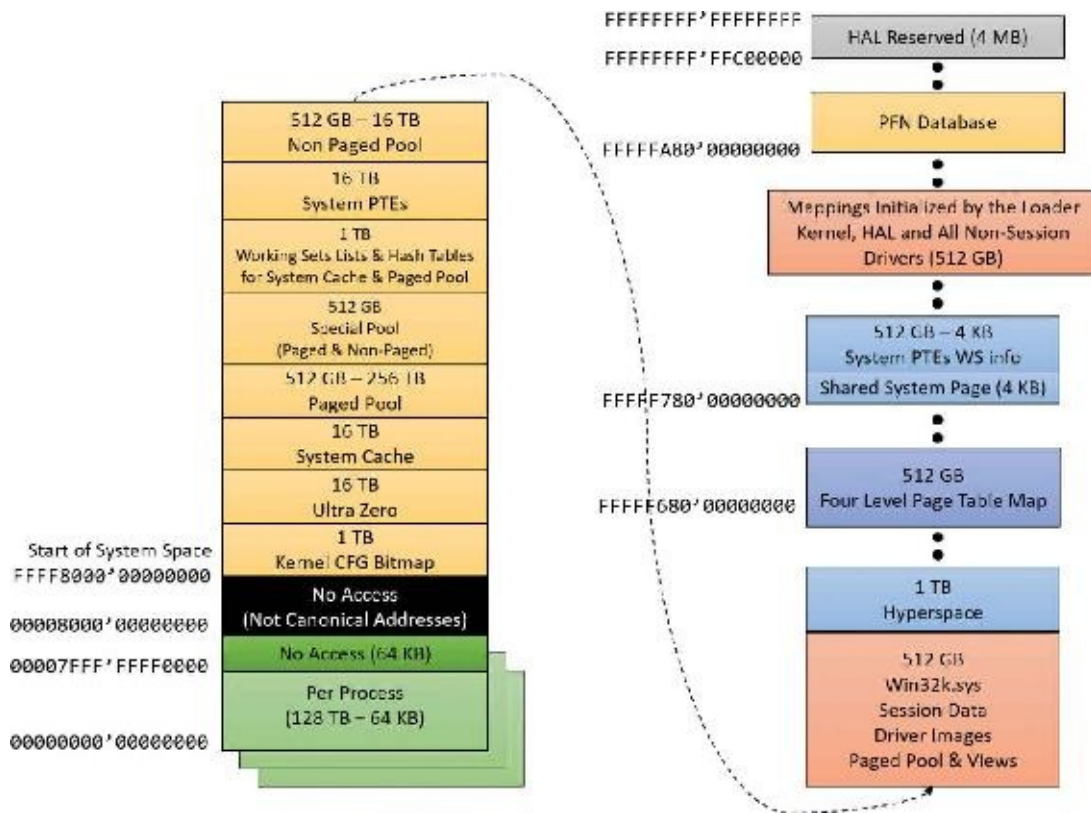 512 GB – 16 TB
Non Paged Pool
16 TB
System PTEs
1 TB
Working Sets Lists & Hash Tables
for System Cache & Paged Pool
512 GB
Special Pool
(Paged & Non-Paged)
512 GB – 256 TB
Paged Pool
16 TB
System Cache
16 TB
Ultra Zero
1 TB
Kernel CFG Bitmap
Start of System Space
FFFF8000'00000000
No Access
(Not Canonical Addresses)
00008000'00000000
No Access (64 KB)
00007FFF'FFFF0000
Per Process
(128 TB – 64 KB)
00000000'00000000
FFFFFFFF'FFFFFFFF
HAL Reserved (4 MB)
FFFFFFFF'FFC00000
PFN Database
FFFFFA80'00000000
Mappings Initialized by the Loader
Kernel, HAL and All Non-Session
Drivers (512 GB)
512 GB – 4 KB
System PTEs WS info
Shared System Page (4 KB)
FFFFF780'00000000
512 GB
Four Level Page Table Map
FFFFF680'00000000
1 TB
Hyperspace
512 GB
Win32k.sys
Session Data
Driver Images
Paged Pool & Views